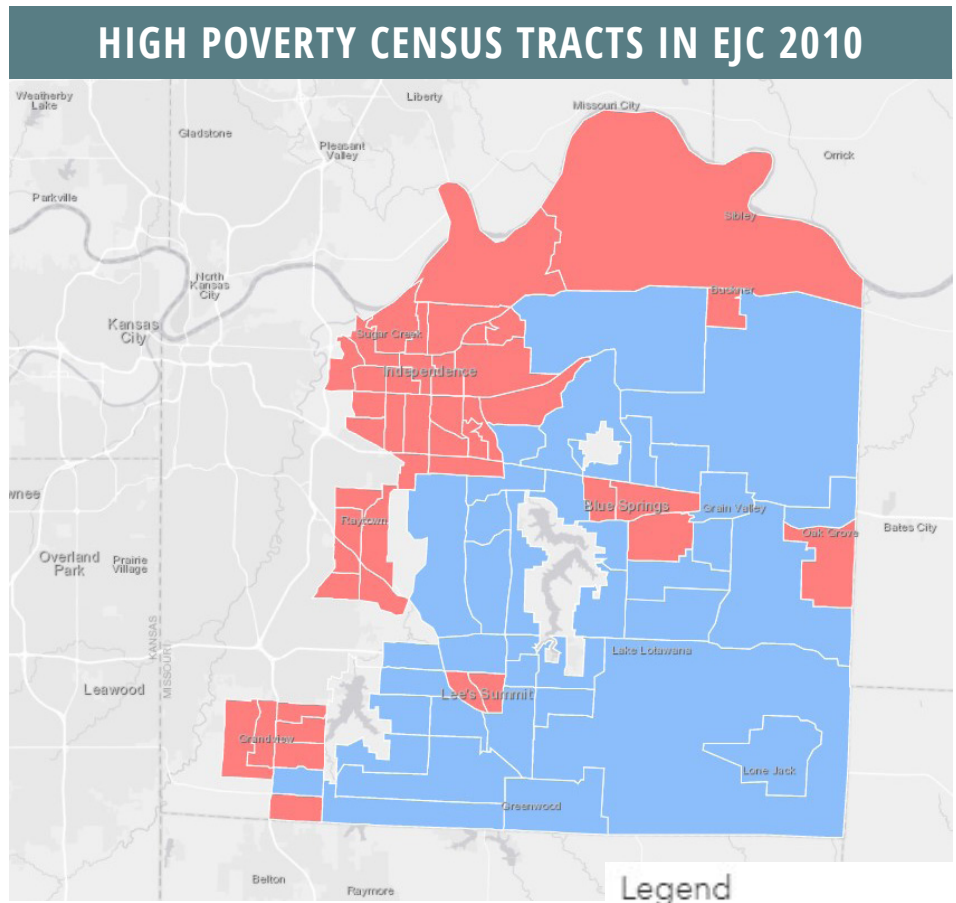 HIGH POVERTY CENSUS TRACTS IN EJC 2010
Weatherby
Lake
Liberty
Missouri City
Gladstone
Pleasant
Valley
Orrick
Parkville
Sibley
North
Kansas
City
Buckner
Kansas
City
Sugar Creek
Independence
wnee
Blue Springs
Grain Valley
Raytown
Oak Grove
Bates City
Overland
Park
Prairie
Village
KANSAS
MISSOURI
Lake Lotawana
Leawood
Lee's Summit
Grandview
Lone Jack
Greenwood
Belton
Raymore
Legend